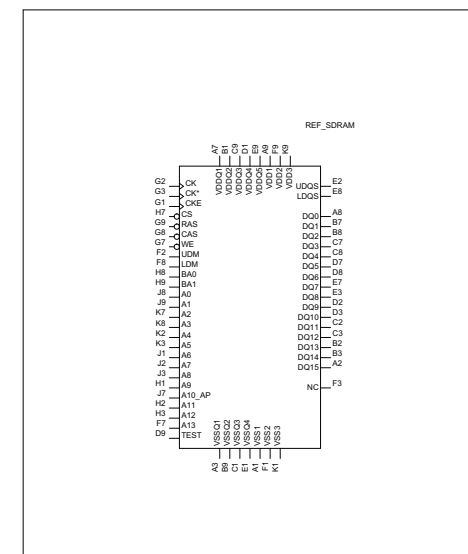 REF_SDRAM
A7 B1 C9 D1 E9 A9 F9 K9
VDDQ1 VDDQ2 VDDQ3 VDDQ4 VDDQ5 VDD1 VDD2 VDD3
G2 CK UDQS E2
G3 CK* LDQS E8
G1 CKE
H7 CS DQ0 A8
G9 RAS DQ1 B7
G8 CAS DQ2 B8
G7 WE DQ3 C7
F2 UDM DQ4 C8
F8 LDM DQ5 D7
H8 BA0 DQ6 D8
H9 BA1 DQ7 E7
J8 A0 DQ8 E3
J9 A1 DQ9 D2
K7 A2 DQ10 D3
K8 A3 DQ11 C2
K2 A4 DQ12 C3
K3 A5 DQ13 B2
J1 A6 DQ14 B3
J2 A7 DQ15 A2
J3 A8
H1 A9 NC F3
J7 A10_AP
H2 A11
H3 A12
F7 A13
D9 TEST
VSSQ1 VSSQ2 VSSQ3 VSSQ4 VSS1 VSS2 VSS3
A3 B9 C1 E1 A1 F1 K1